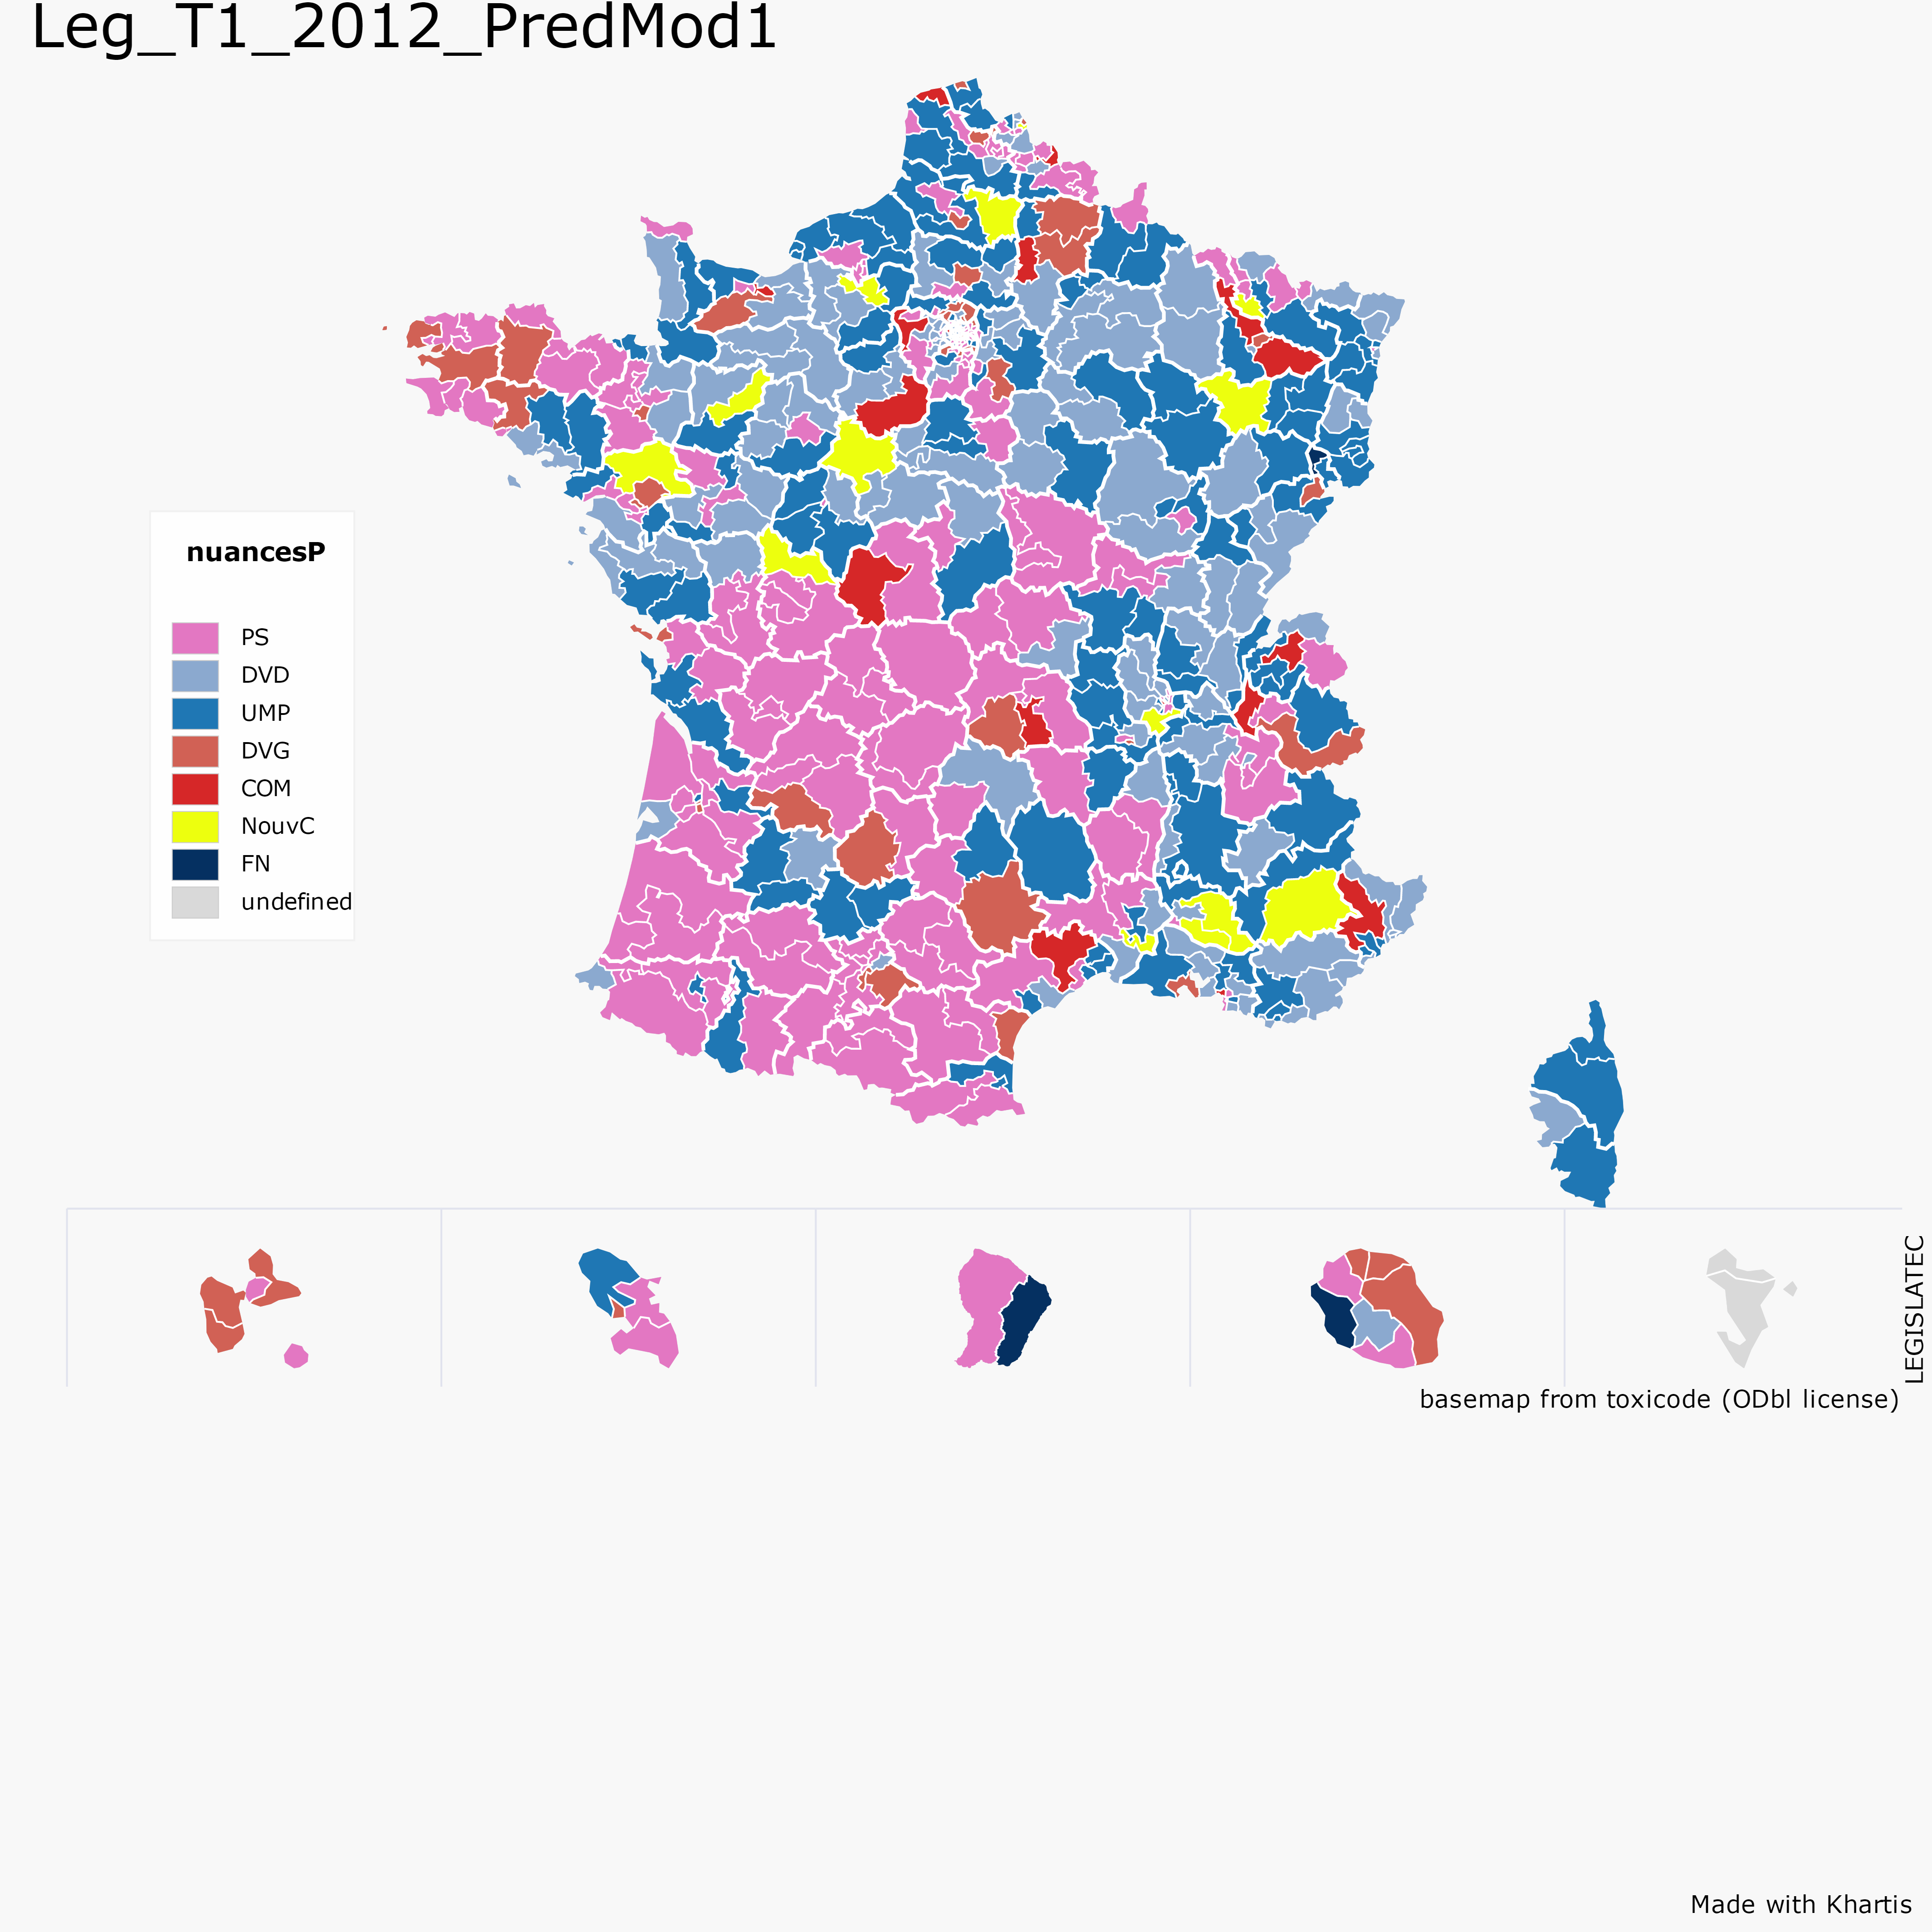 Leg_T1_2012_PredMod1
nuancesP
PS
DVD
UMP
DVG
COM
NouvC
FN
undefined
LEGISLATEC
basemap from toxicode (ODbl license)
Made with Khartis